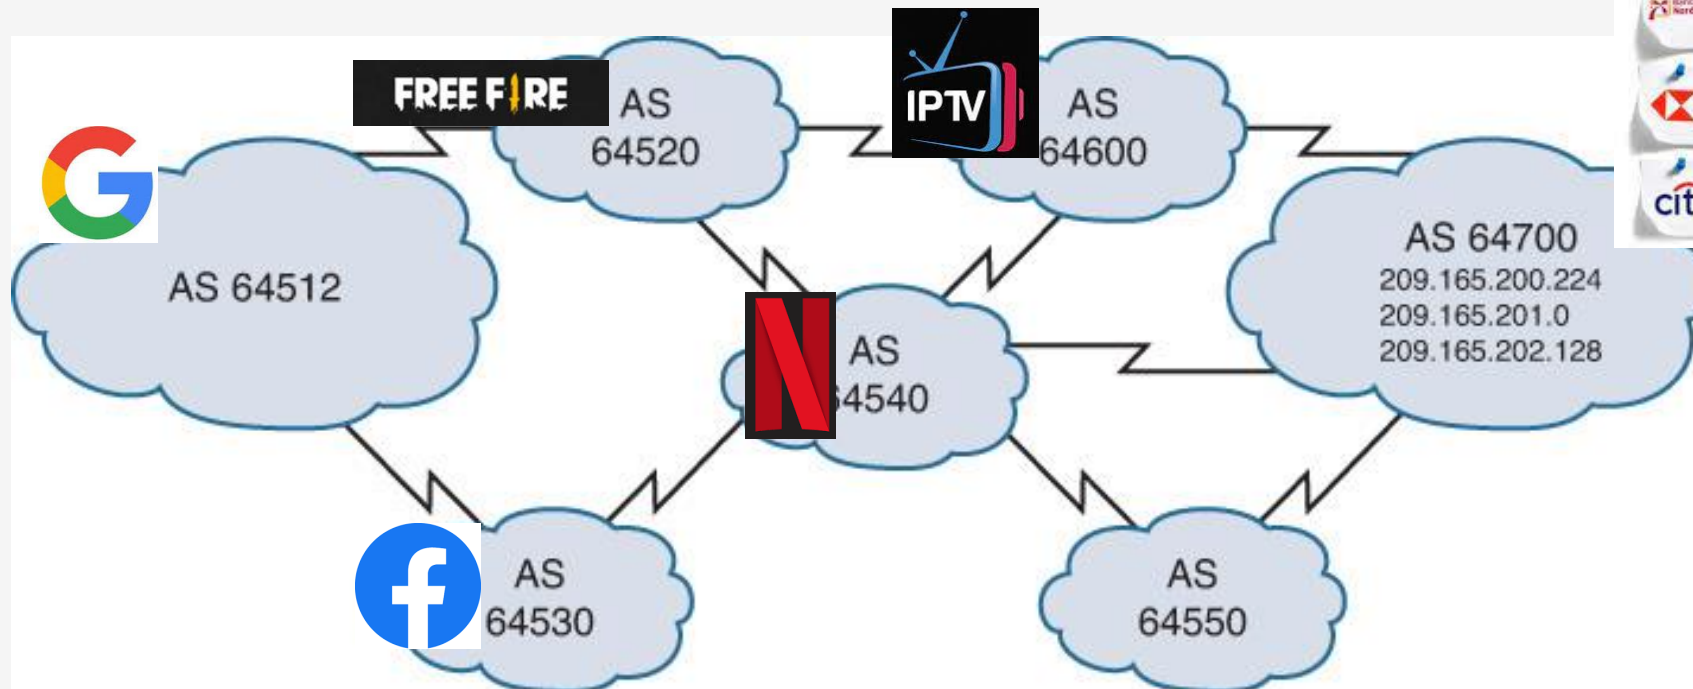 FREE FIRE
AS
64520
IPTV
AS
64600
AS 64512
AS 64700
209.165.200.224
209.165.201.0
209.165.202.128
AS
4540
AS
64530
AS
64550
cit